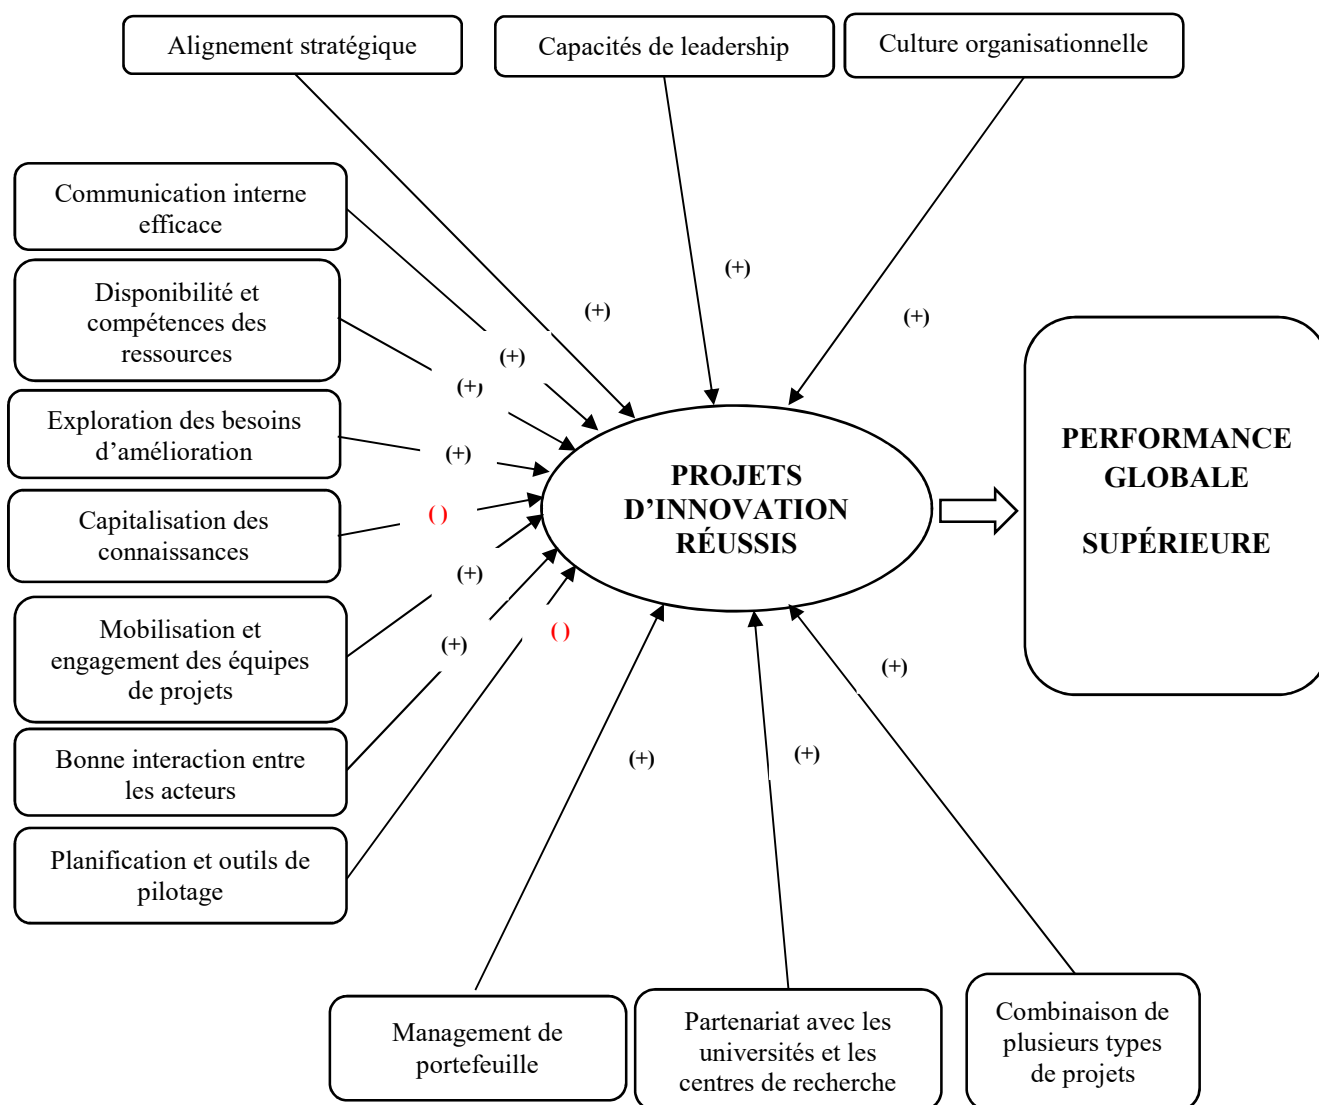 Alignement stratégique
Capacités de leadership
Culture organisationnelle
Communication interne
efficace
Disponibilité et
compétences des
ressources
Exploration des besoins
d’amélioration
Capitalisation des
connaissances
Mobilisation et
engagement des équipes
de projets
Bonne interaction entre
les acteurs
Planification et outils de
pilotage
(+)
(+)
(+)
(+)
(+)
(+)
( )
(+)
(+)
( )
(+)
(+)
(+)
PROJETS
D’INNOVATION
RÉUSSIS
PERFORMANCE
GLOBALE
SUPÉRIEURE
Management de
portefeuille
Partenariat avec les
universités et les
centres de recherche
Combinaison de
plusieurs types
de projets